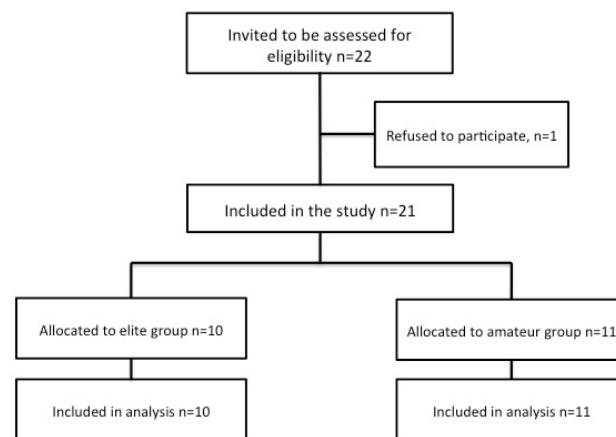 Invited to be assessed for
eligibility n=22
Refused to participate, n=1
Included in the study n=21
Allocated to elite group n=10
Allocated to amateur group n=11
Included in analysis n=10
Included in analysis n=11